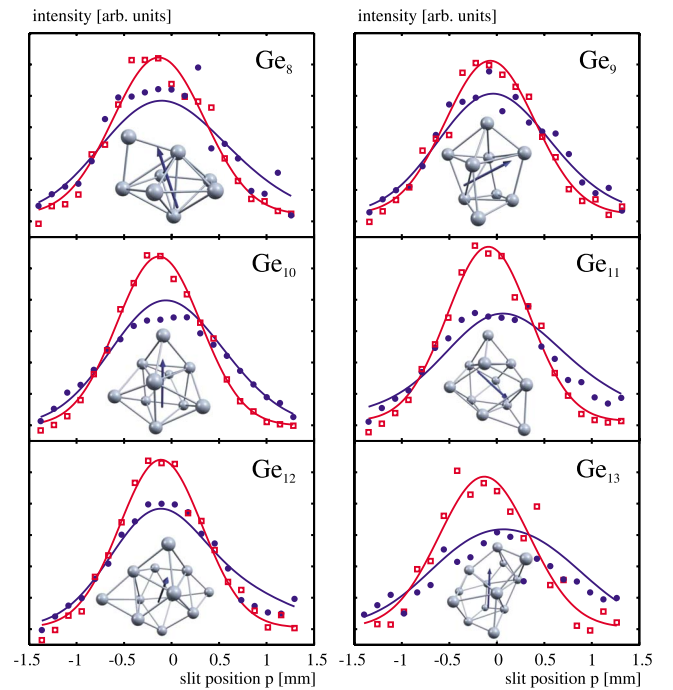 intensity [arb. units] intensity [arb. units]
Ge8 Ge9
Ge10 Ge11
Ge12 Ge13
-1.5 -1 -0.5 0 0.5 1 1.5 -1 -0.5 0 0.5 1 1.5
slit position p [mm] slit position p [mm]